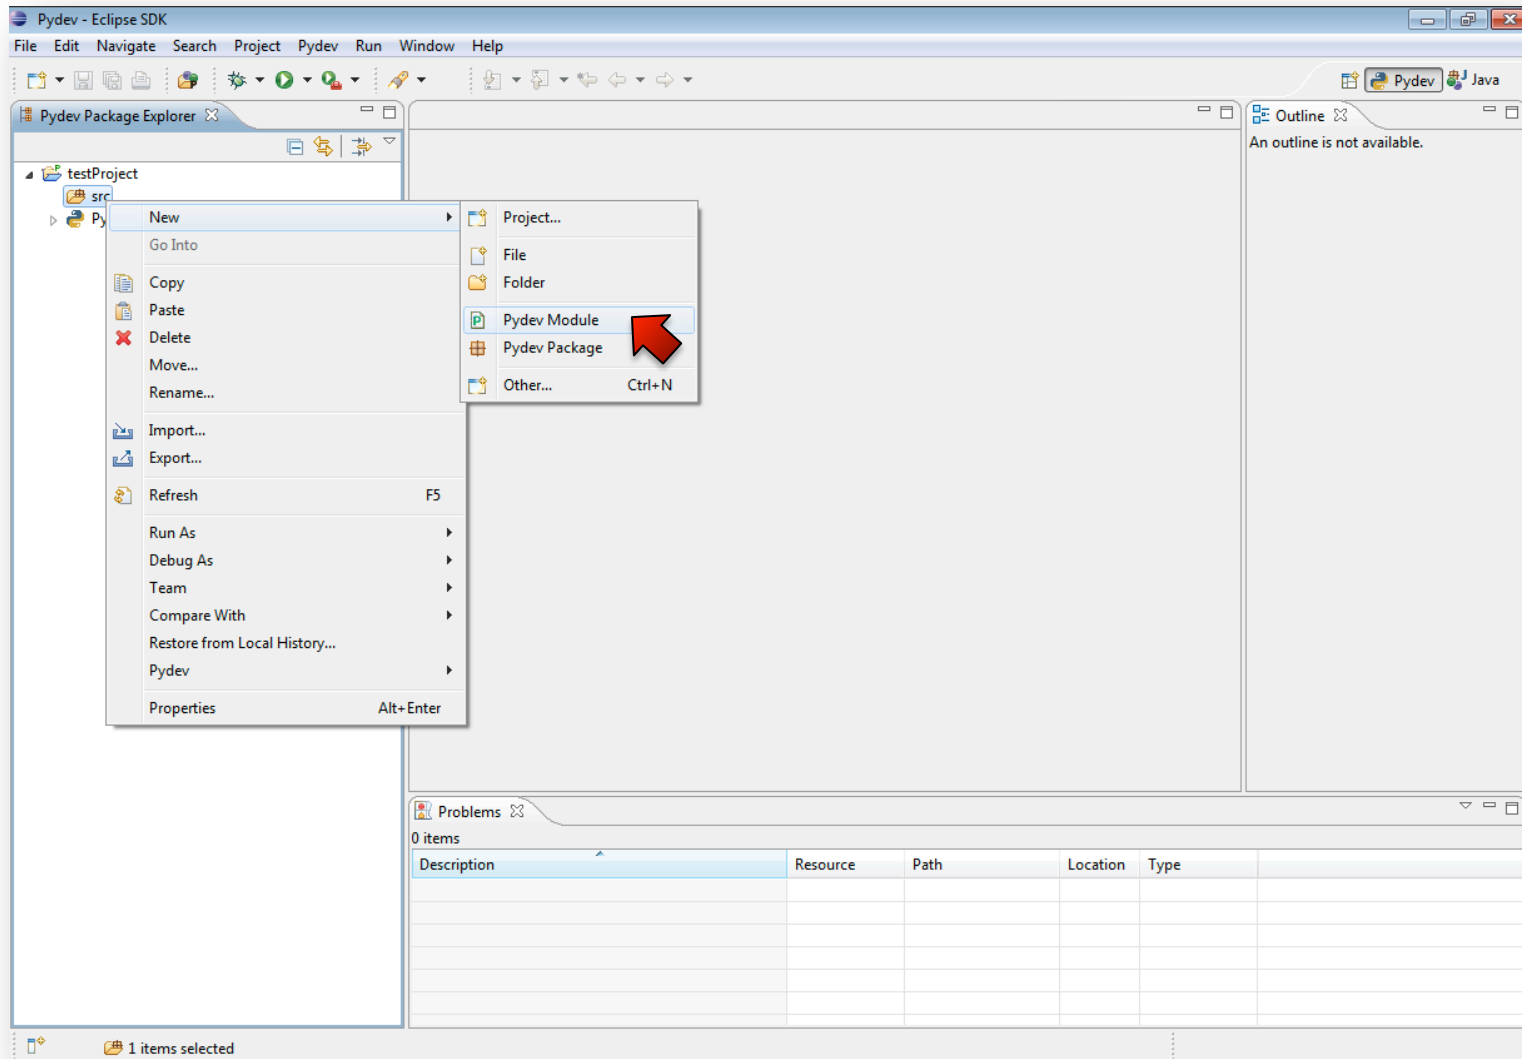 Pydev - Eclipse SDK
File Edit Navigate Search Project Pydev Run Window Help
Pydev Java
Pydev Package Explorer
Outline
An outline is not available.
testProject
src
Py
New
Go Into
Copy
Paste
Delete
Move...
Rename...
Import...
Export...
Refresh F5
Run As
Debug As
Team
Compare With
Restore from Local History...
Pydev
Properties Alt+Enter
Project...
File
Folder
Pydev Module
Pydev Package
Other... Ctrl+N
Problems
0 items
Description Resource Path Location Type
1 items selected